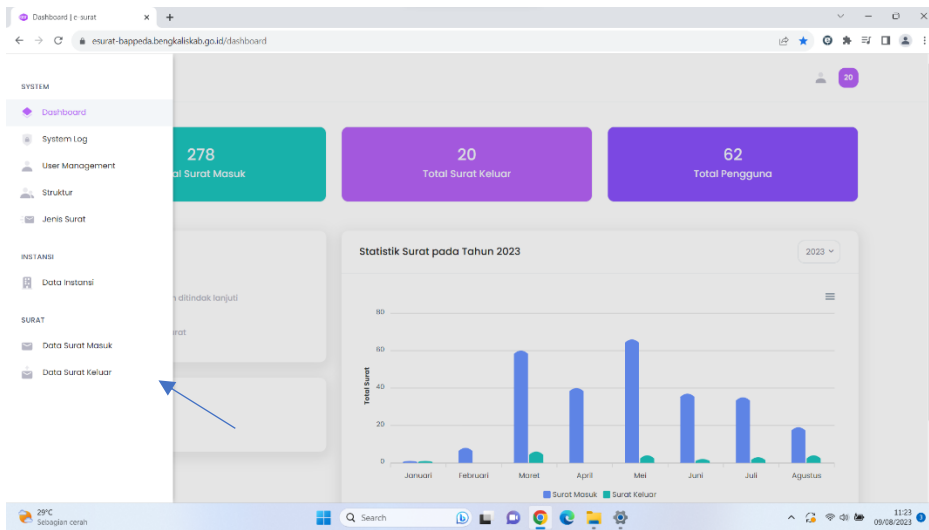 Dashboard | e-surat
esurat-bappeda.bengkaliskab.go.id/dashboard
SYSTEM
Dashboard
System Log
User Management
Struktur
Jenis Surat
INSTANSI
Data Instansi
SURAT
Data Surat Masuk
Data Surat Keluar
20
278
al Surat Masuk
20
Total Surat Keluar
62
Total Pengguna
n ditindak lanjuti
urat
Statistik Surat pada Tahun 2023
2023
Total Surat
80
60
40
20
0
Januari Februari Maret April Mei Juni Juli Agustus
Surat Masuk Surat Keluar
29°C
Sebagian cerah
Search
11:23
09/08/2023
3